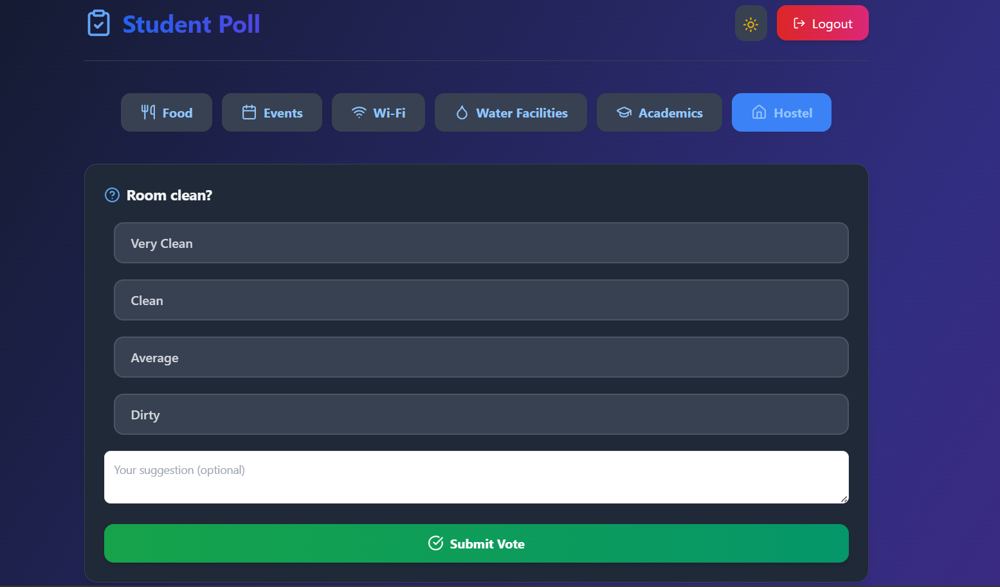 Student Poll
Logout
Food
Events
Wi-Fi
Water Facilities
Academics
Hostel
Room clean?
Very Clean
Clean
Average
Dirty
Your suggestion (optional)
Submit Vote